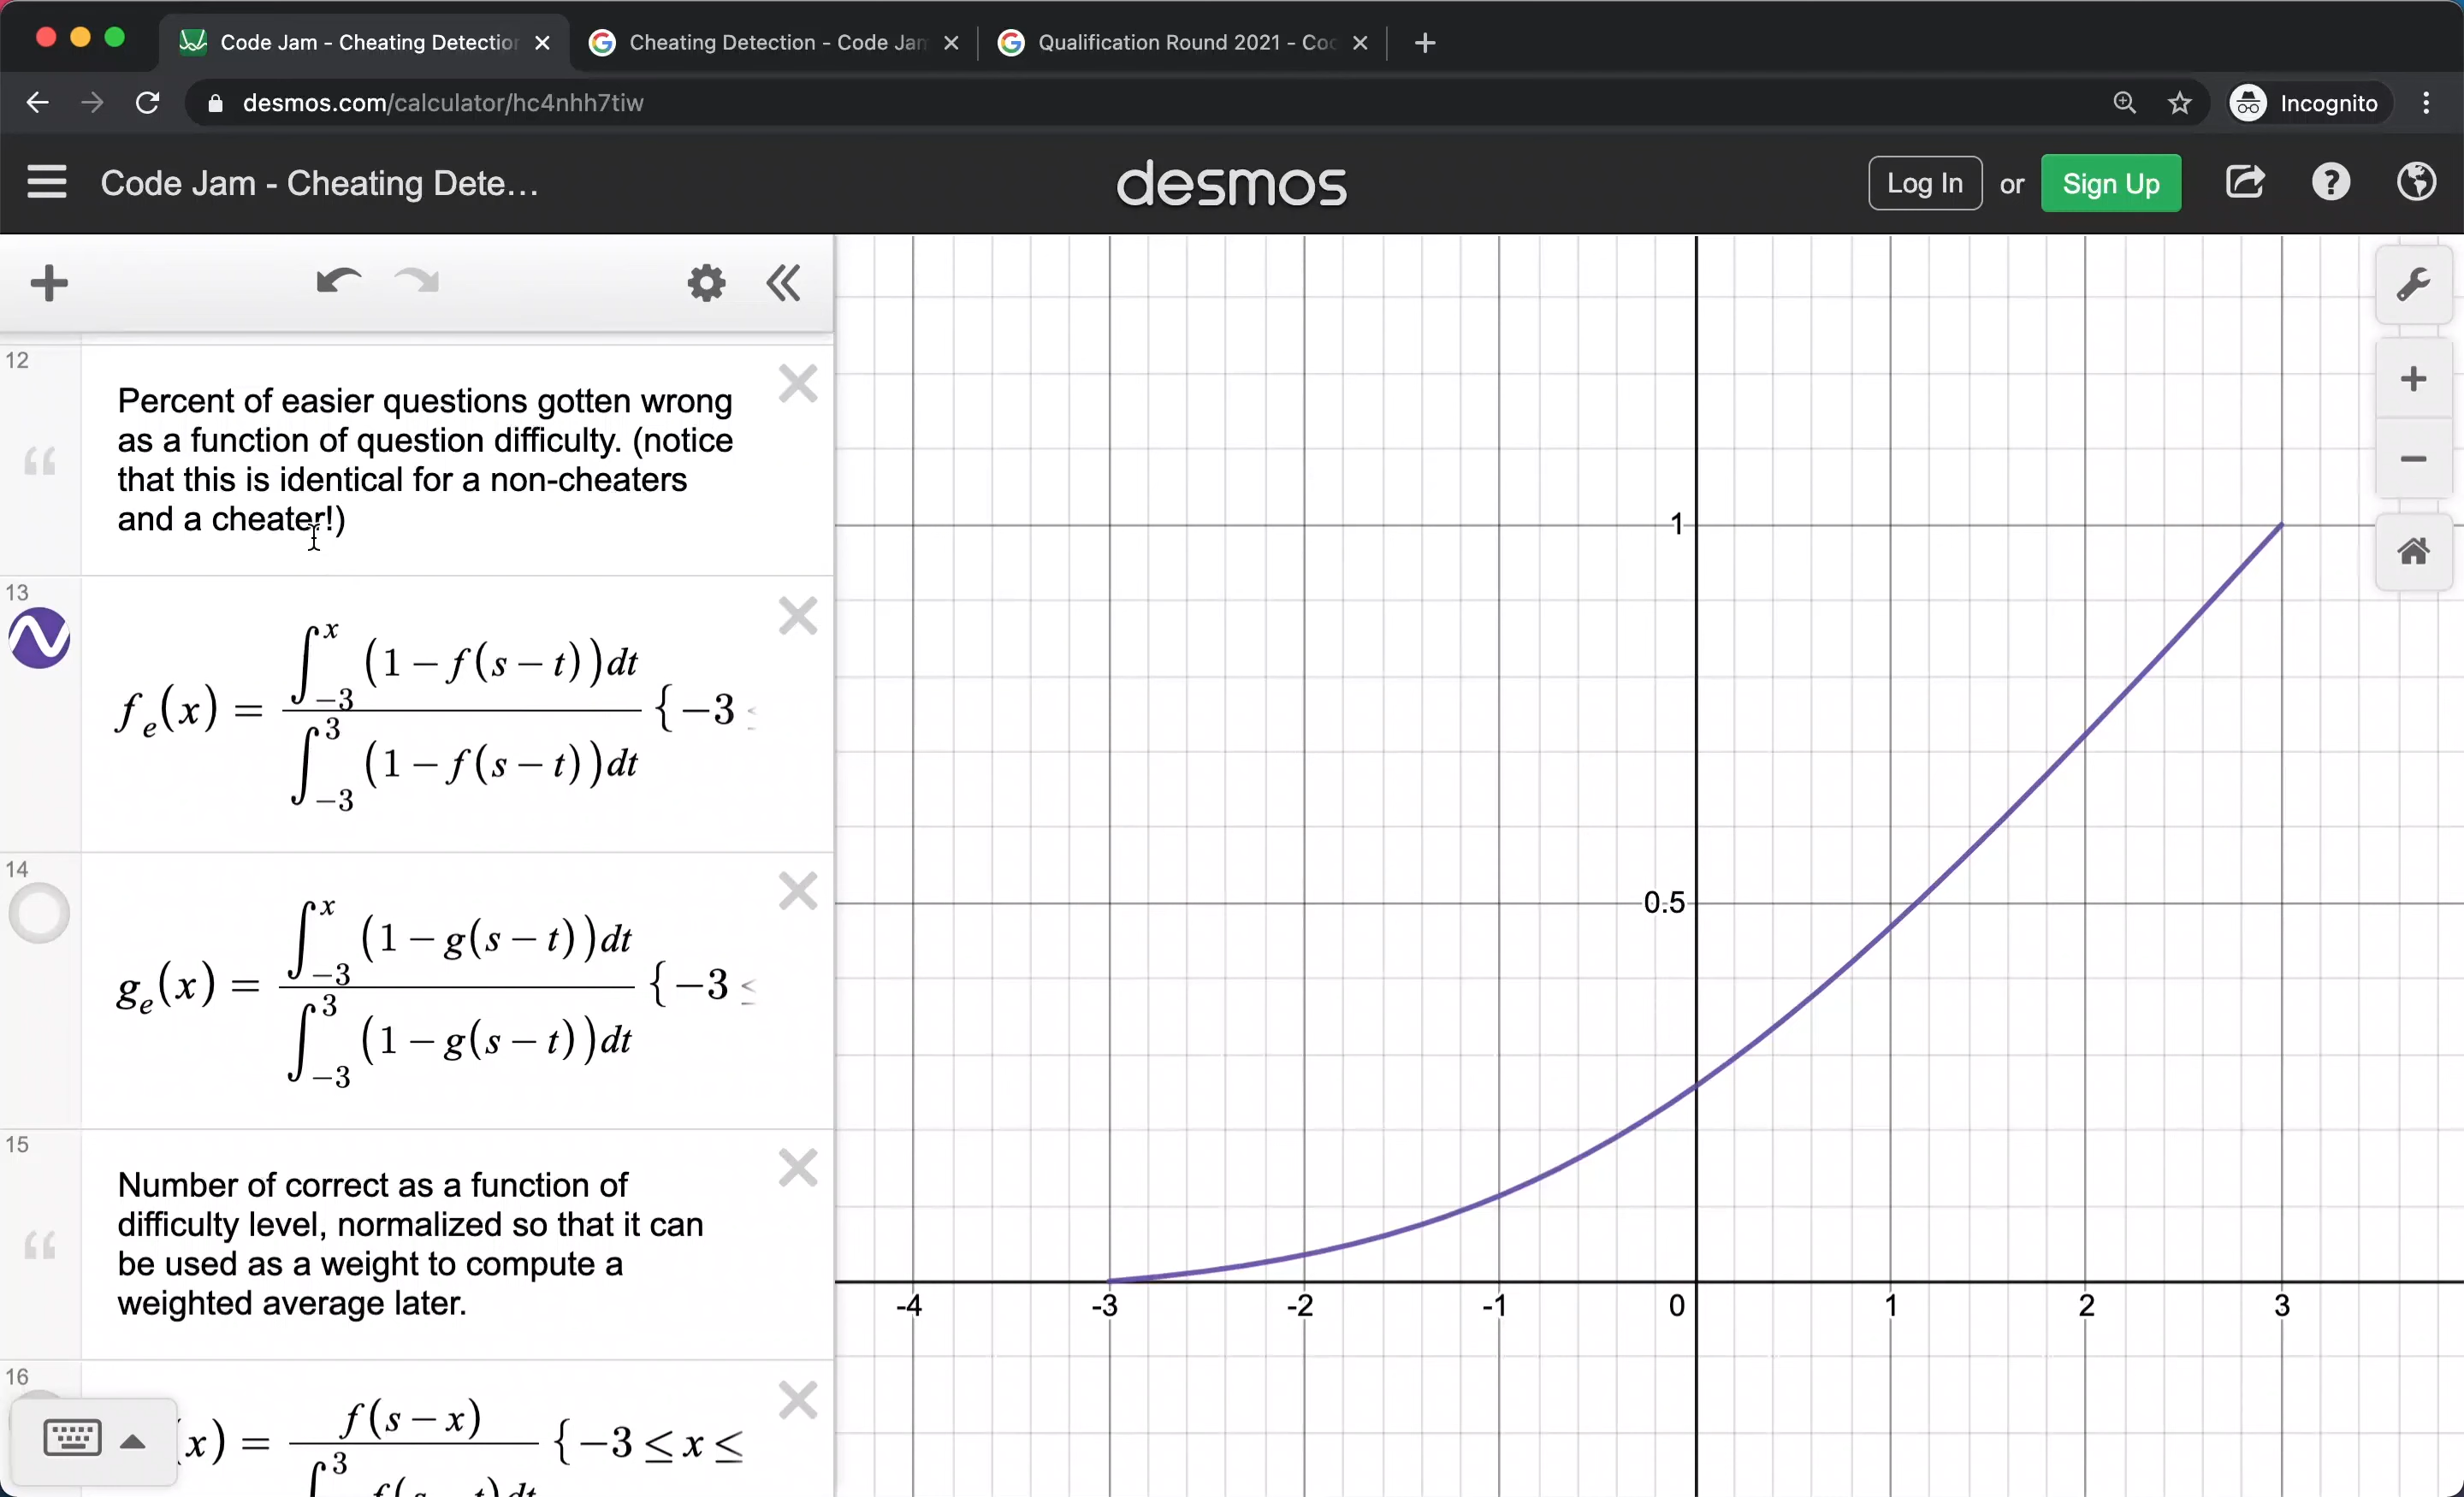 Code Jam - Cheating Detection
Cheating Detection - Code Jam
Qualification Round 2021 - Cod
desmos.com/calculator/hc4nhh7tiw
Incognito
Code Jam - Cheating Dete...
desmos
Log In or Sign Up
12
Percent of easier questions gotten wrong
as a function of question difficulty. (notice
that this is identical for a non-cheaters
and a cheater!)
13
f_e(x) = ∫_{-3}^{x} (1 − f(s − t))dt / ∫_{-3}^{3} (1 − f(s − t))dt {−3 ≤
14
g_e(x) = ∫_{-3}^{x} (1 − g(s − t))dt / ∫_{-3}^{3} (1 − g(s − t))dt {−3 ≤
15
Number of correct as a function of
difficulty level, normalized so that it can
be used as a weight to compute a
weighted average later.
16
x) = f(s − x) / ∫^{3} f(s − t)dt {−3 ≤ x ≤
1
0.5
-4 -3 -2 -1 0 1 2 3